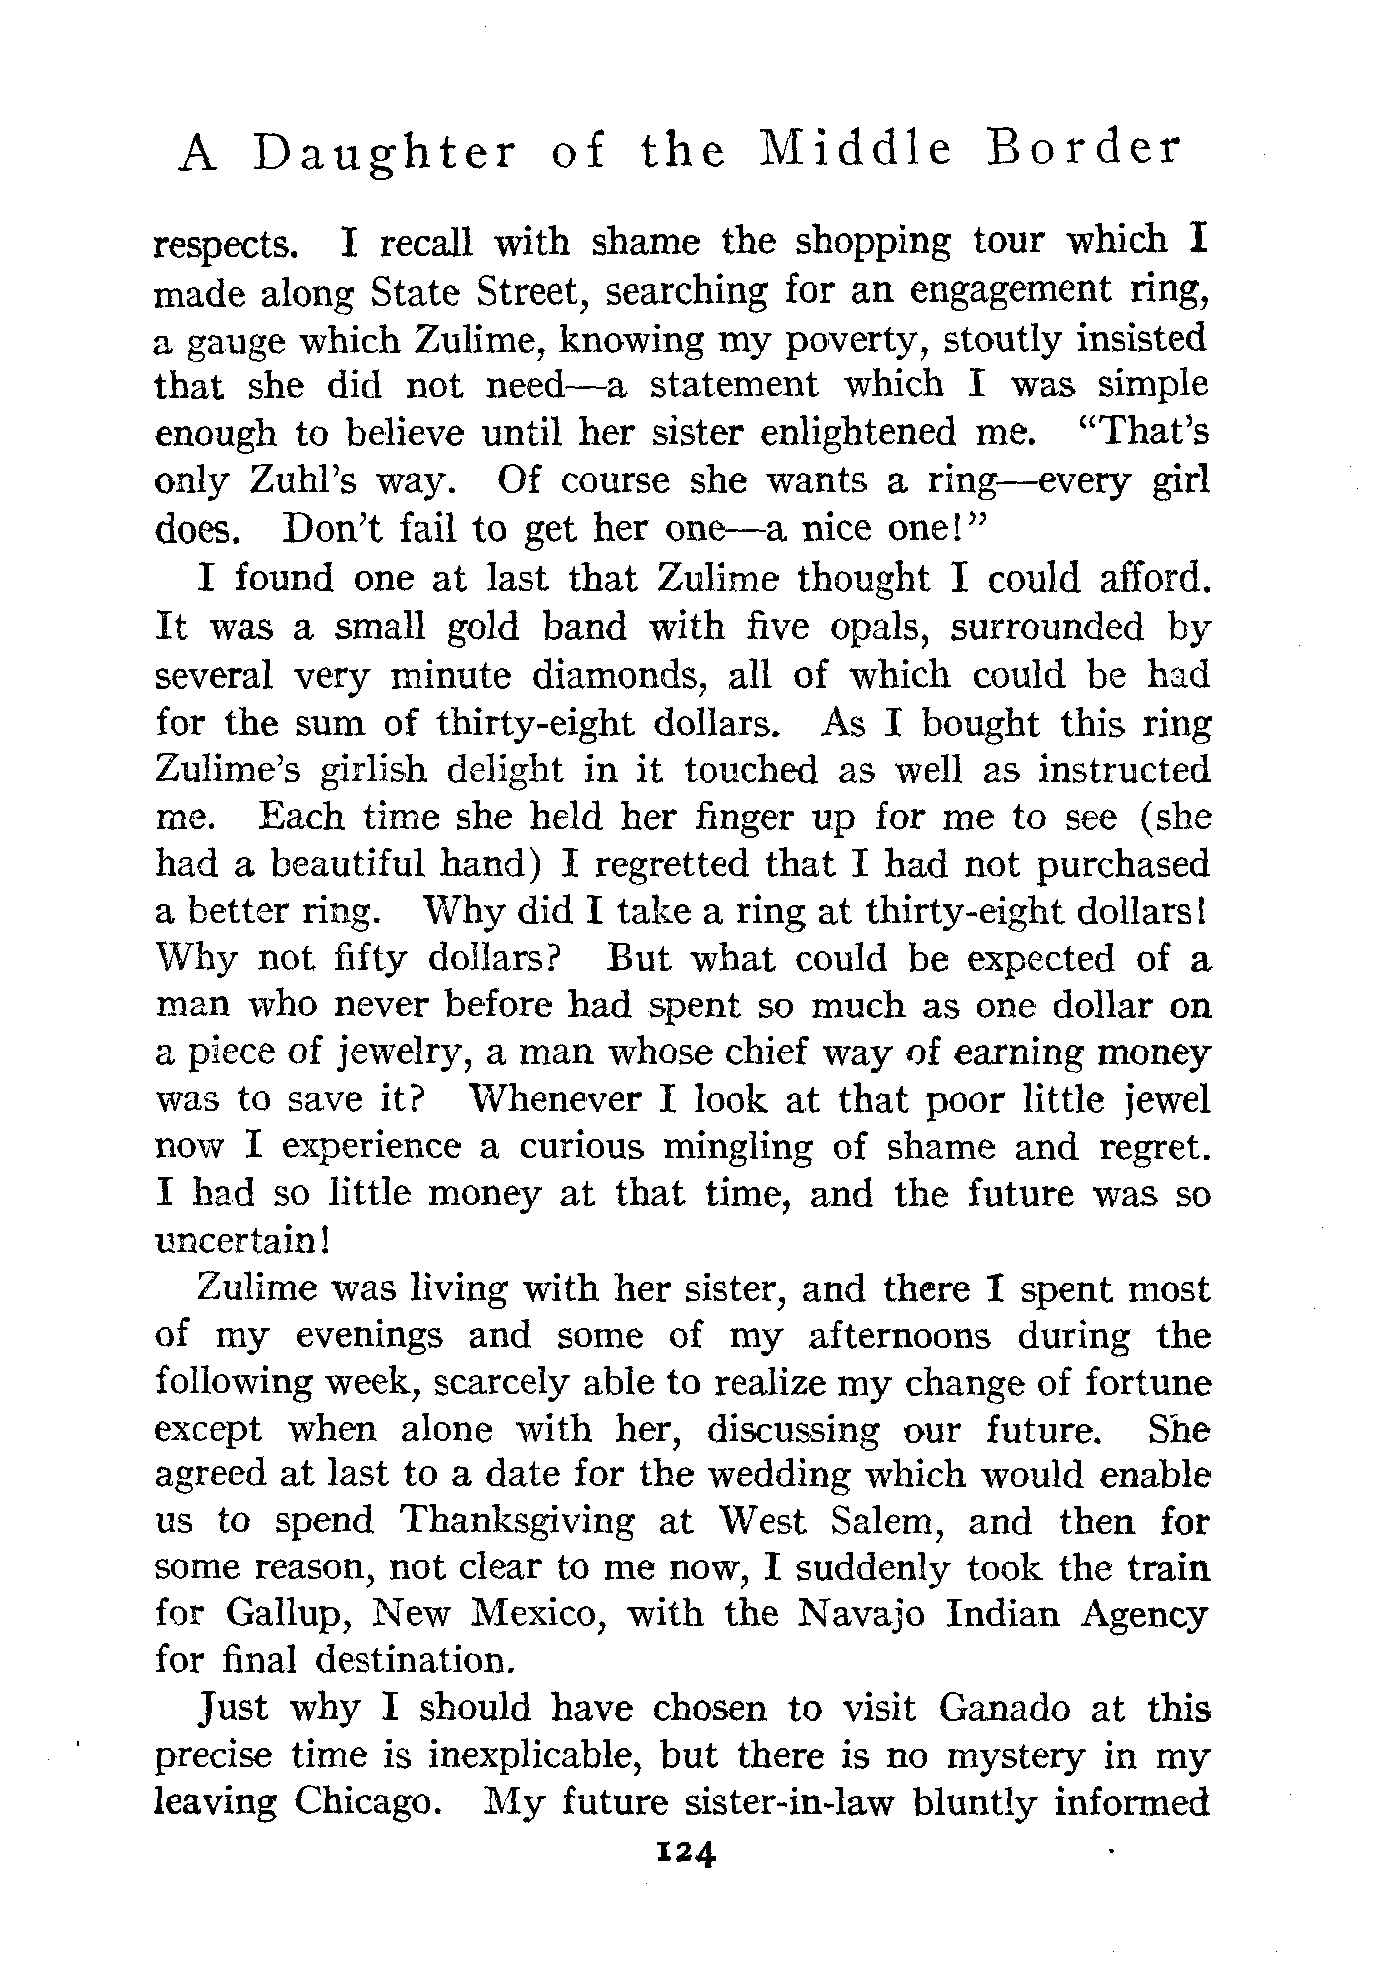 A Daughter of the Middle Border
respects. I recall with shame the shopping tour which I
made along State Street, searching for an engagement ring,
a gauge which Zulime, knowing my poverty, stoutly insisted
that she did not need—a statement which I was simple
enough to believe until her sister enlightened me. "That's
only Zuhl's way. Of course she wants a ring—every girl
does. Don't fail to get her one—a nice one!"
I found one at last that Zulime thought I could afford.
It was a small gold band with five opals, surrounded by
several very minute diamonds, all of which could be had
for the sum of thirty-eight dollars. As I bought this ring
Zulime's girlish delight in it touched as well as instructed
me. Each time she held her finger up for me to see (she
had a beautiful hand) I regretted that I had not purchased
a better ring. Why did I take a ring at thirty-eight dollars!
Why not fifty dollars? But what could be expected of a
man who never before had spent so much as one dollar on
a piece of jewelry, a man whose chief way of earning money
was to save it? Whenever I look at that poor little jewel
now I experience a curious mingling of shame and regret.
I had so little money at that time, and the future was so
uncertain!
Zulime was living with her sister, and there I spent most
of my evenings and some of my afternoons during the
following week, scarcely able to realize my change of fortune
except when alone with her, discussing our future. She
agreed at last to a date for the wedding which would enable
us to spend Thanksgiving at West Salem, and then for
some reason, not clear to me now, I suddenly took the train
for Gallup, New Mexico, with the Navajo Indian Agency
for final destination.
Just why I should have chosen to visit Ganado at this
precise time is inexplicable, but there is no mystery in my
leaving Chicago. My future sister-in-law bluntly informed
124